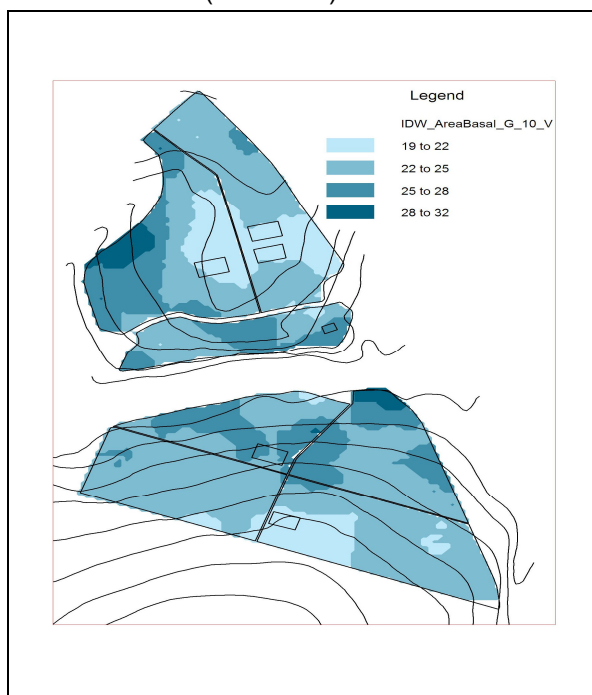 Legend
IDW_AreaBasal_G_10_V
19 to 22
22 to 25
25 to 28
28 to 32